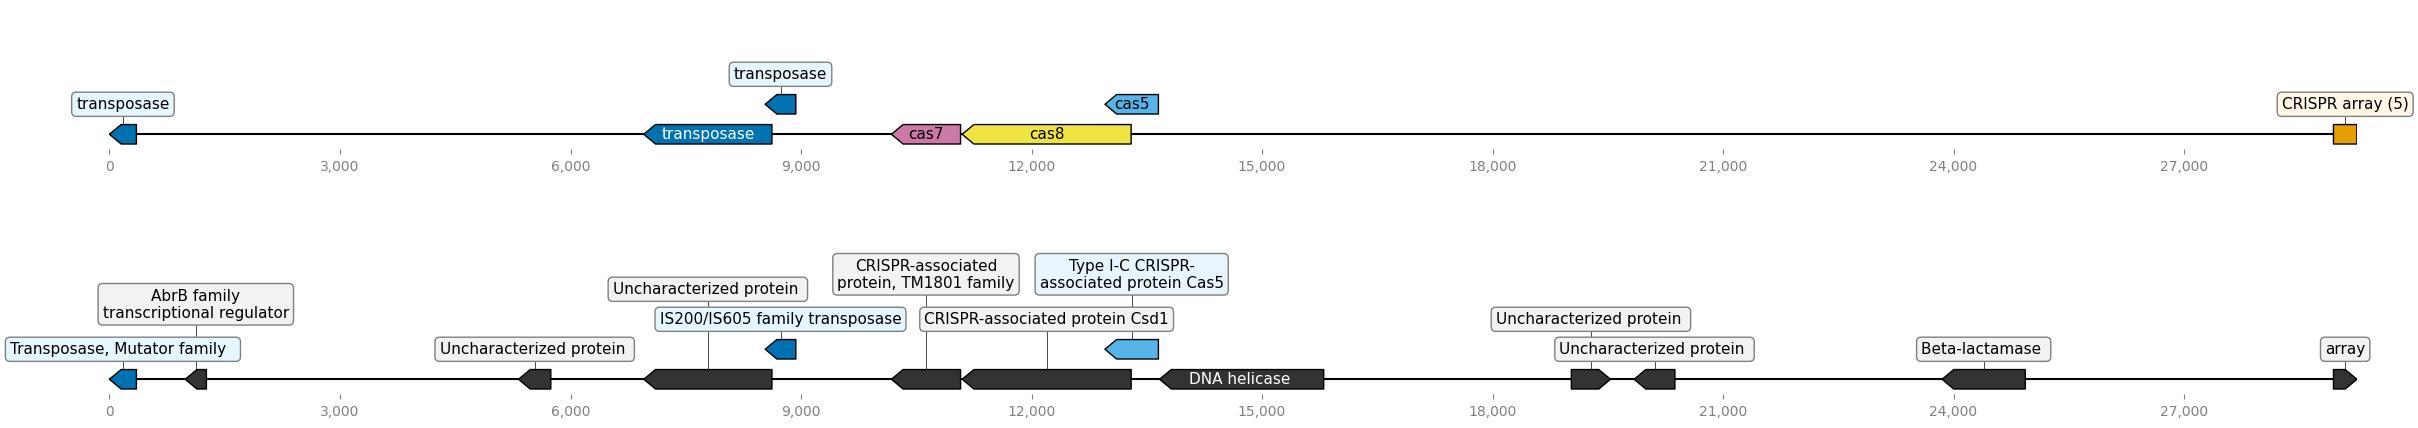 transposase
transposase
cas5
CRISPR array (5)
transposase
cas7
cas8
0
3,000
6,000
9,000
12,000
15,000
18,000
21,000
24,000
27,000
CRISPR-associated
protein, TM1801 family
Type I-C CRISPR-
associated protein Cas5
AbrB family
transcriptional regulator
Uncharacterized protein
IS200/IS605 family transposase
CRISPR-associated protein Csd1
Uncharacterized protein
Transposase, Mutator family
Uncharacterized protein
Uncharacterized protein
Beta-lactamase
array
DNA helicase
0
3,000
6,000
9,000
12,000
15,000
18,000
21,000
24,000
27,000